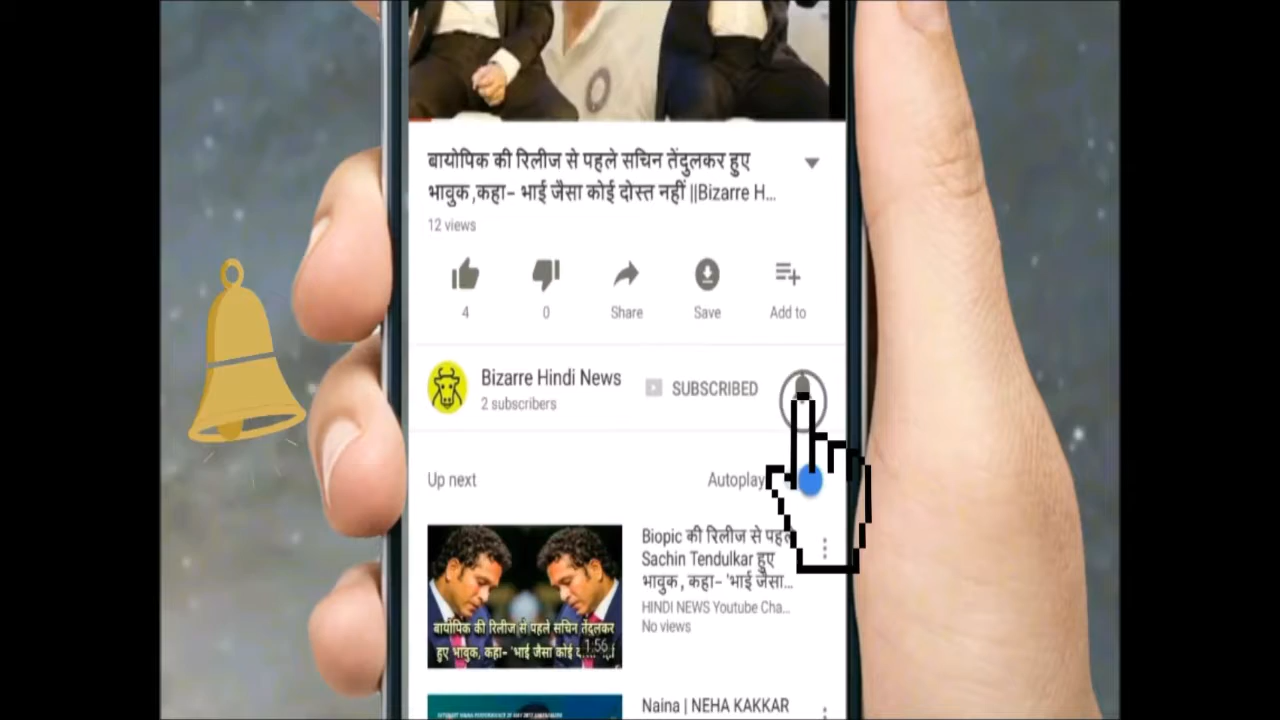 बायोपिक की रिलीज से पहले सचिन तेंदुलकर हुए
भावुक,कहा- भाई जैसा कोई दोस्त नहीं ||Bizarre H...
12 views
4
0
Share
Save
Add to
Bizarre Hindi News
SUBSCRIBED
2 subscribers
Up next
Autoplay
Biopic की रिलीज से पहले
Sachin Tendulkar हुए
भावुक, कहा- 'भाई जैसा...
HINDI NEWS Youtube Cha...
No views
बायोपिक की रिलीज से पहले सचिन तेंदुलकर
हुए भावुक, कहा- 'भाई जैसा कोई
1:56
Naina | NEHA KAKKAR